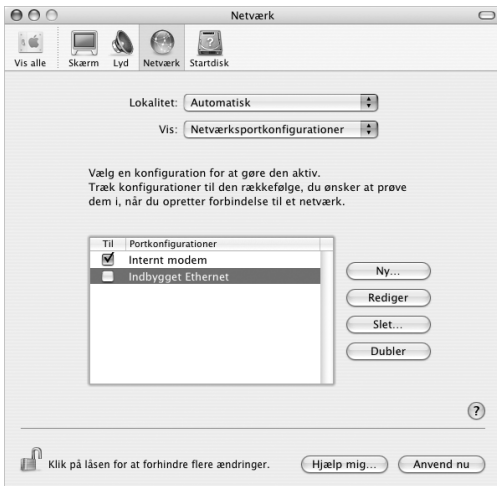 Netværk
Vis alle
Skærm
Lyd
Netværk
Startdisk
Lokalitet: Automatisk
Vis: Netværksportkonfigurationer
Vælg en konfiguration for at gøre den aktiv.
Træk konfigurationer til den rækkefølge, du ønsker at prøve
dem i, når du opretter forbindelse til et netværk.
Til Portkonfigurationer
Internt modem
Indbygget Ethernet
Ny...
Rediger
Slet...
Dubler
?
Klik på låsen for at forhindre flere ændringer.
Hjælp mig...
Anvend nu